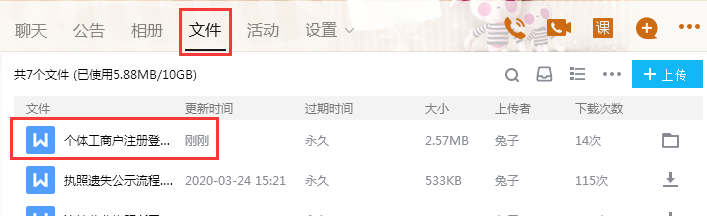 聊天 公告 相册 文件 活动 设置 课
共7个文件 (已使用5.88MB/10GB) 上传
文件 更新时间 过期时间 大小 上传者 下载次数
个体工商户注册登... 刚刚 永久 2.57MB 兔子 14次
执照遗失公示流程.... 2020-03-24 15:21 永久 533KB 兔子 115次